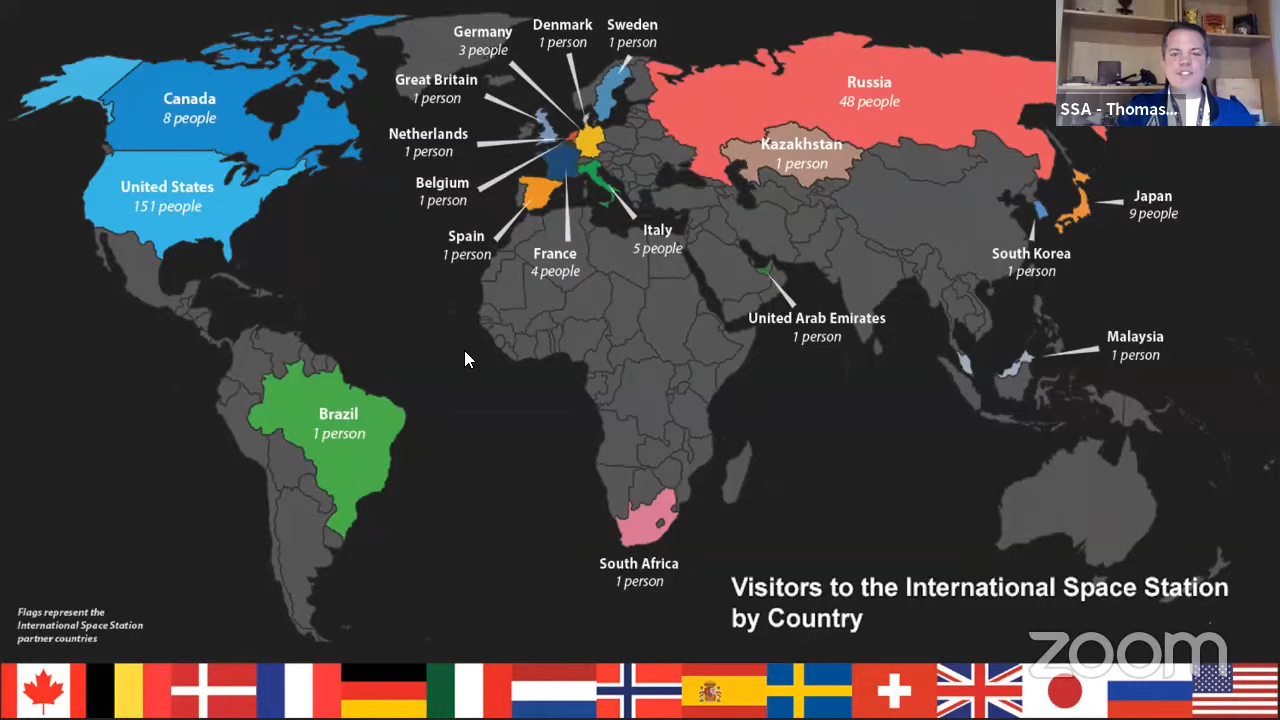 Germany
3 people
Denmark
1 person
Sweden
1 person
Great Britain
1 person
Canada
8 people
Russia
48 people
SSA - Thomas...
Netherlands
1 person
Kazakhstan
1 person
United States
151 people
Belgium
1 person
Japan
9 people
Spain
1 person
France
4 people
Italy
5 people
South Korea
1 person
United Arab Emirates
1 person
Malaysia
1 person
Brazil
1 person
South Africa
1 person
Visitors to the International Space Station
by Country
Flags represent the
International Space Station
partner countries
zoom